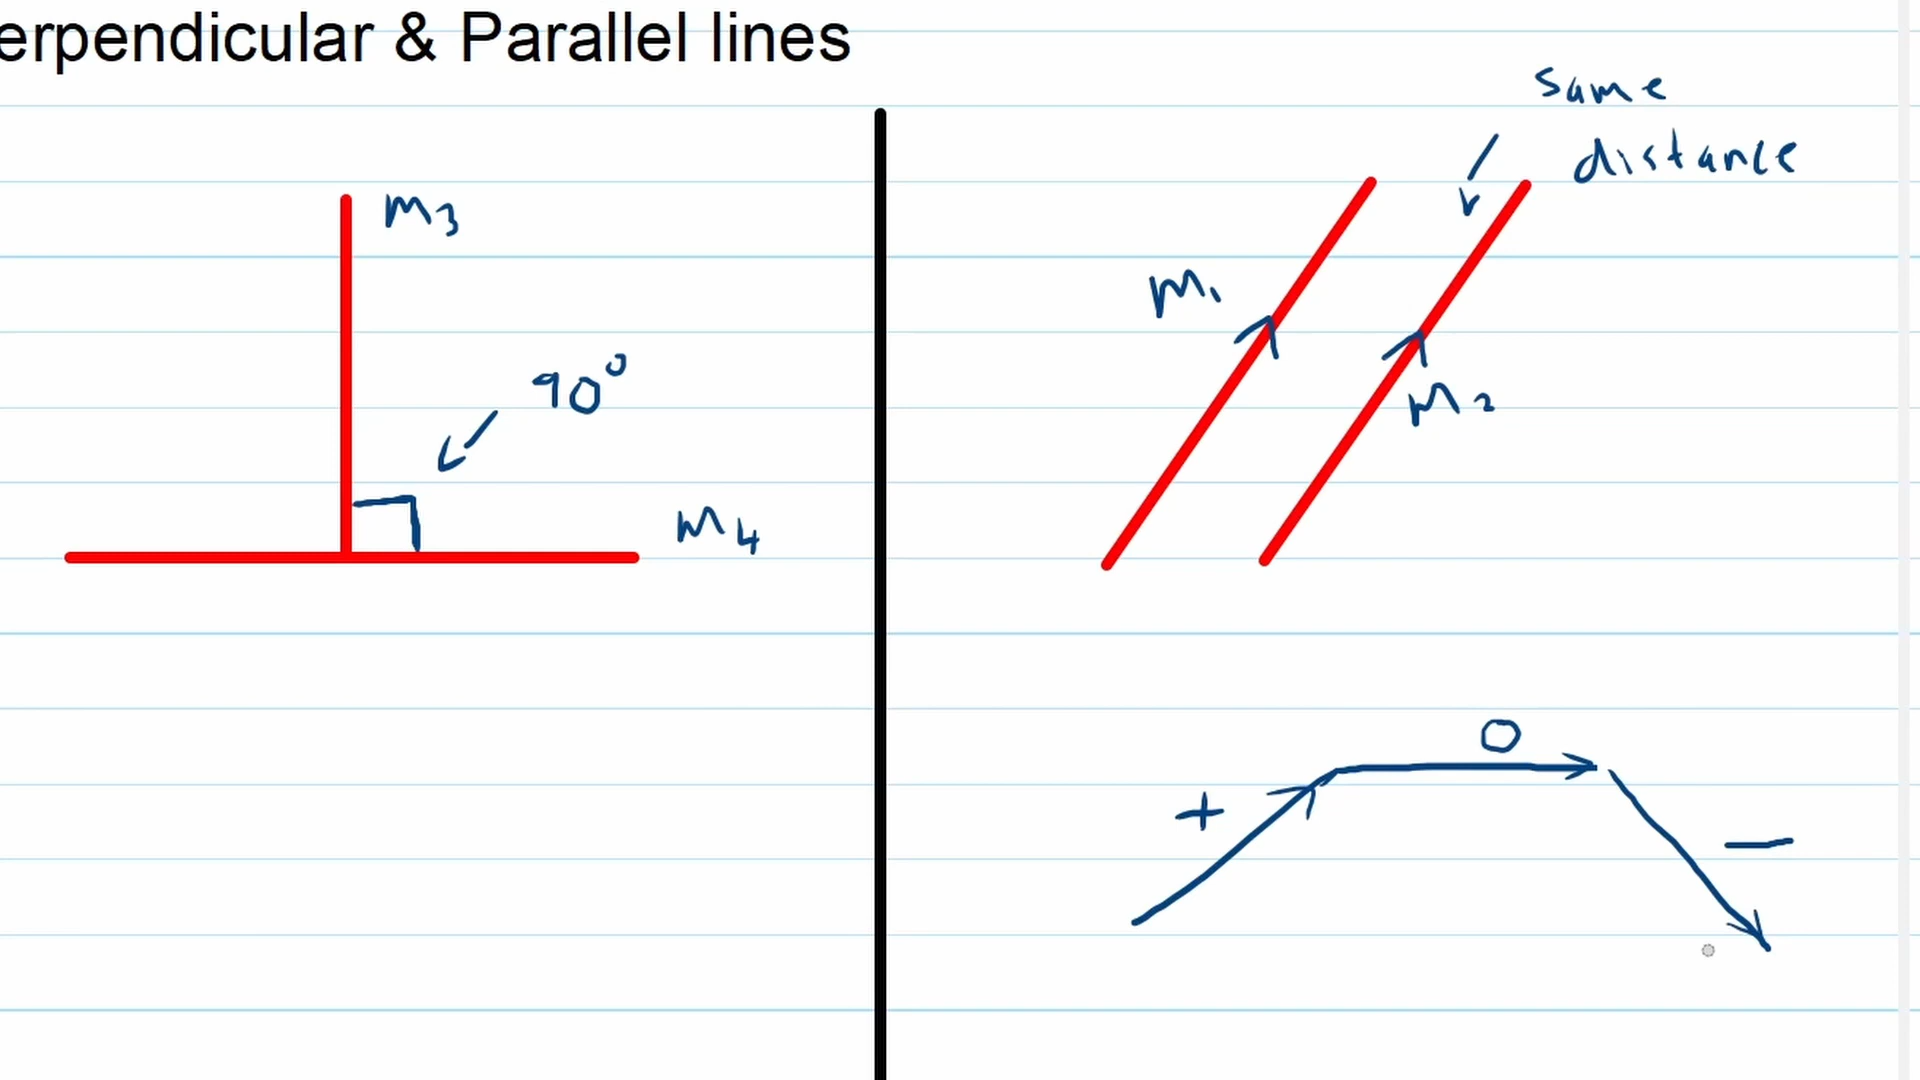 erpendicular & Parallel lines
same
distance
m3
m1
90°
m2
m4
0
+
—